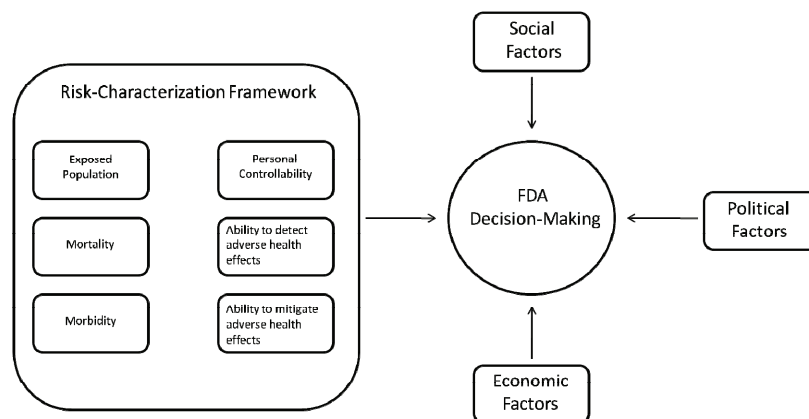 Risk-Characterization Framework
Exposed
Population
Personal
Controllability
Mortality
Ability to detect
adverse health
effects
Morbidity
Ability to mitigate
adverse health
effects
Social
Factors
FDA
Decision-Making
Political
Factors
Economic
Factors